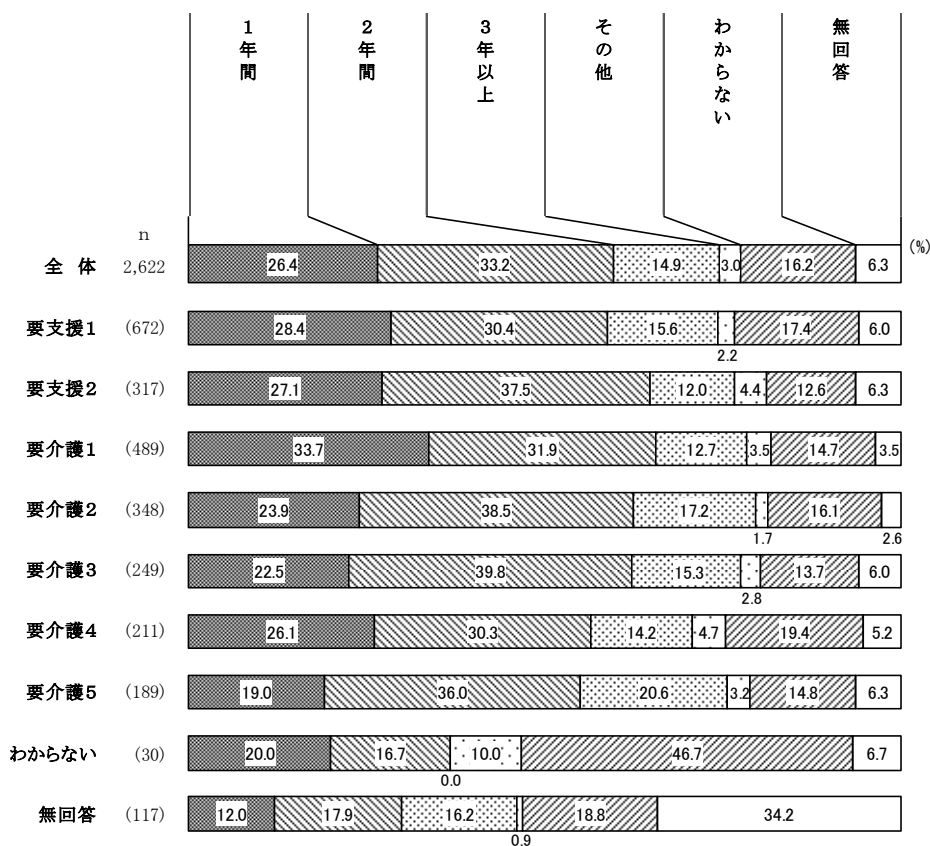 1年間
2年間
3年以上
その他
わからない
無回答
n
(%)
全 体 2,622 26.4 33.2 14.9 3.0 16.2 6.3
要支援1 (672) 28.4 30.4 15.6 17.4 6.0
2.2
要支援2 (317) 27.1 37.5 12.0 4.4 12.6 6.3
要介護1 (489) 33.7 31.9 12.7 3.5 14.7 3.5
要介護2 (348) 23.9 38.5 17.2 16.1
1.7 2.6
要介護3 (249) 22.5 39.8 15.3 13.7 6.0
2.8
要介護4 (211) 26.1 30.3 14.2 4.7 19.4 5.2
要介護5 (189) 19.0 36.0 20.6 3.2 14.8 6.3
わからない (30) 20.0 16.7 10.0 46.7 6.7
0.0
無回答 (117) 12.0 17.9 16.2 18.8 34.2
0.9